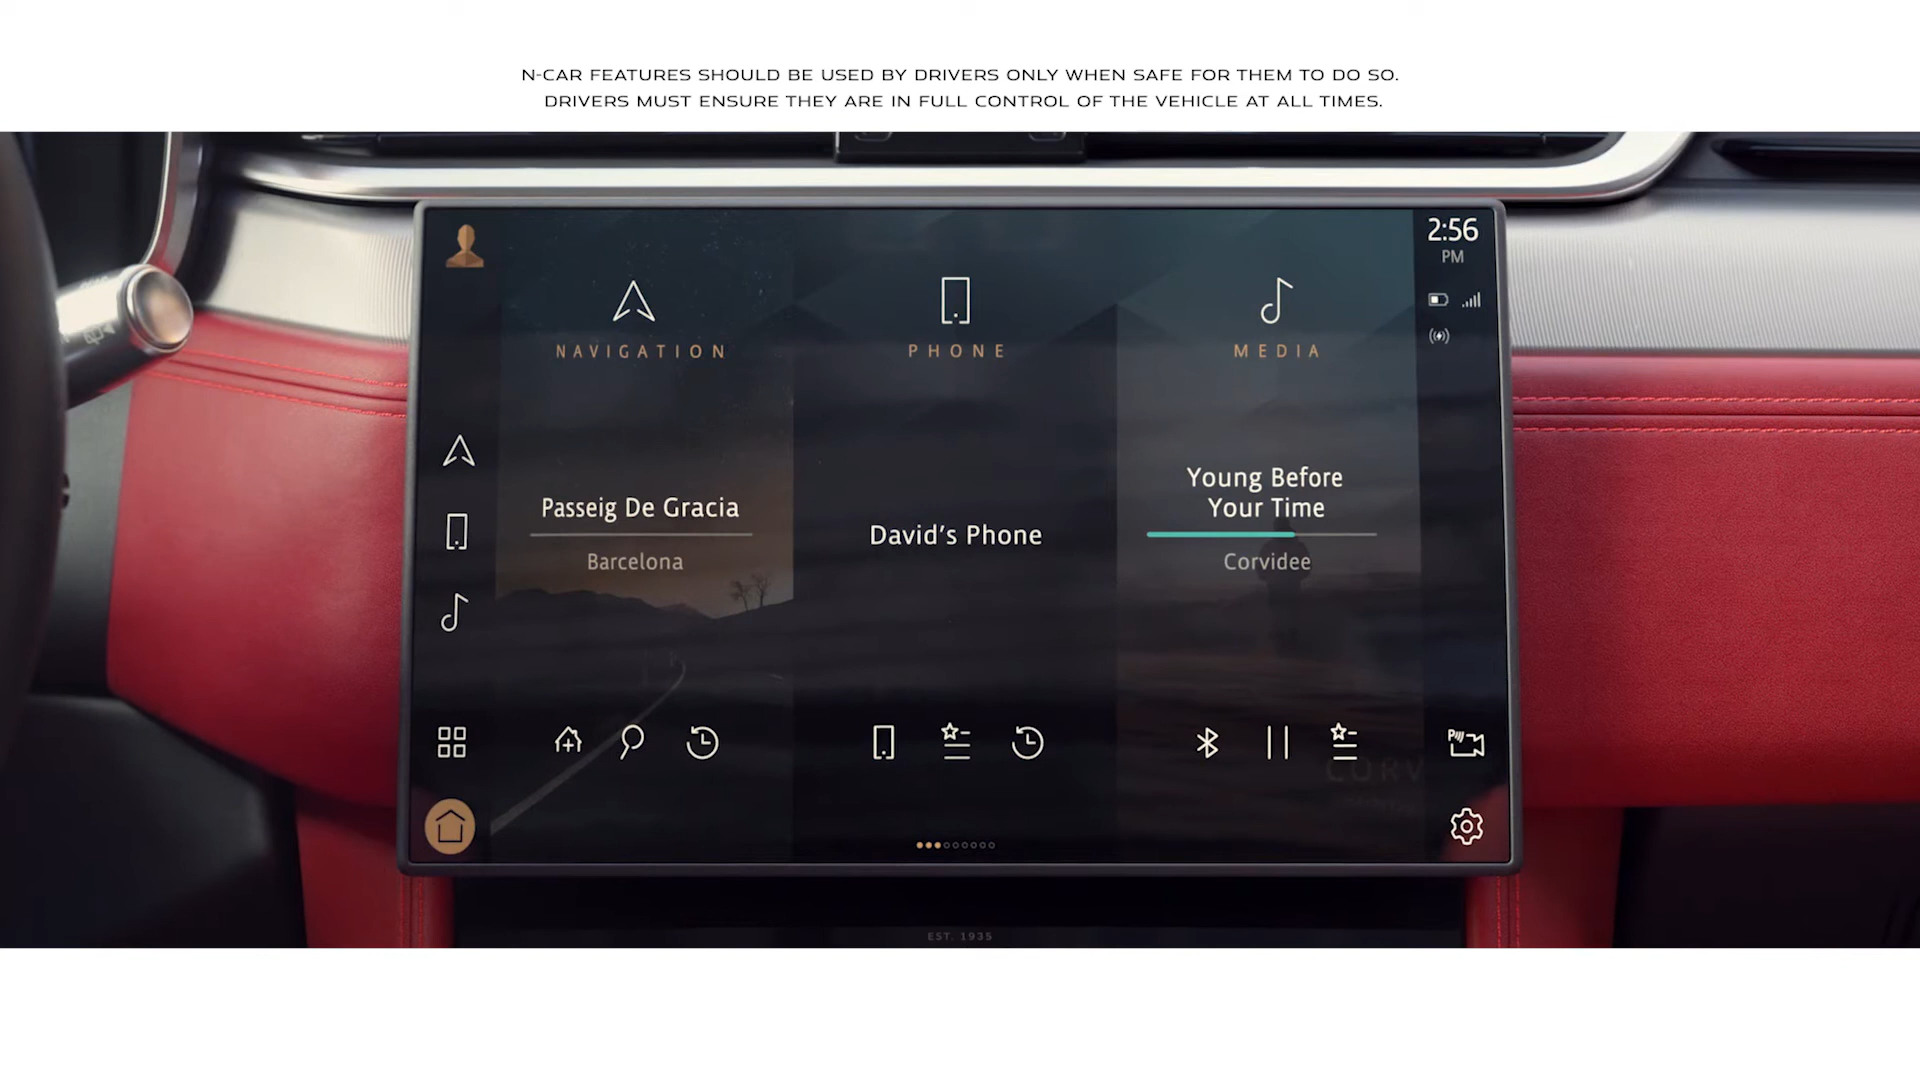 N-CAR FEATURES SHOULD BE USED BY DRIVERS ONLY WHEN SAFE FOR THEM TO DO SO.
DRIVERS MUST ENSURE THEY ARE IN FULL CONTROL OF THE VEHICLE AT ALL TIMES.
2:56
PM
NAVIGATION
PHONE
MEDIA
Passeig De Gracia
Barcelona
David's Phone
Young Before
Your Time
Corvidee
P
CORV
EST. 1935